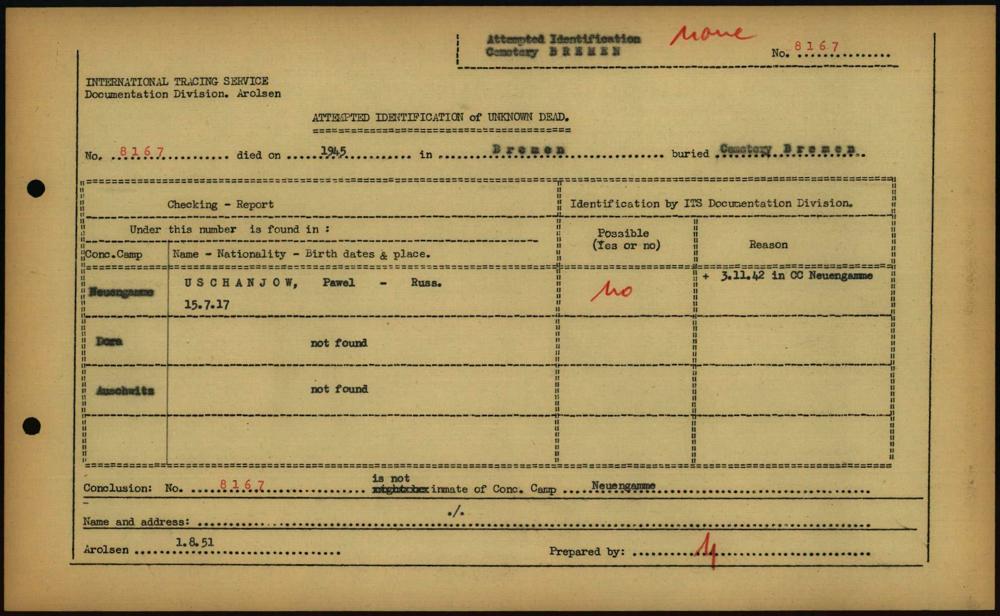 Attempted Identification
Cemetery BREMEN
None
No. 8167
INTERNATIONAL TRACING SERVICE
Documentation Division. Arolsen
ATTEMPTED IDENTIFICATION of UNKNOWN DEAD.
No. 8167 died on 1945 in Bremen buried Cemetery Bremen
Checking - Report
Identification by ITS Documentation Division.
Under this number is found in :
Possible
(Yes or no)
Reason
Conc.Camp
Name - Nationality - Birth dates & place.
Neuengamme
USCHANJOW, Pawel - Russ.
15.7.17
No
+ 3.11.42 in CC Neuengamme
Dora
not found
Auschwitz
not found
is not
Conclusion: No. 8167 inmate of Conc. Camp Neuengamme
Name and address: ./.
Arolsen 1.8.51
Prepared by: